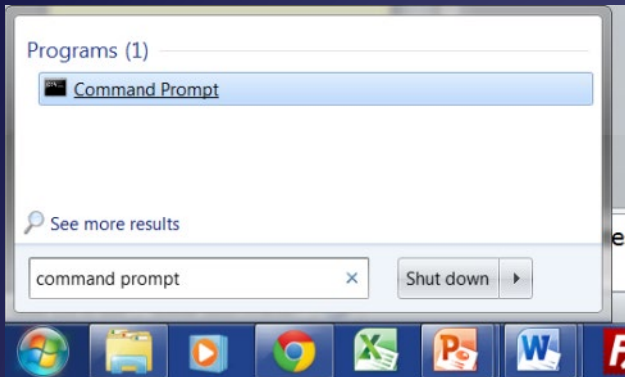 Programs (1)
Command Prompt
See more results
e
command prompt
Shut down